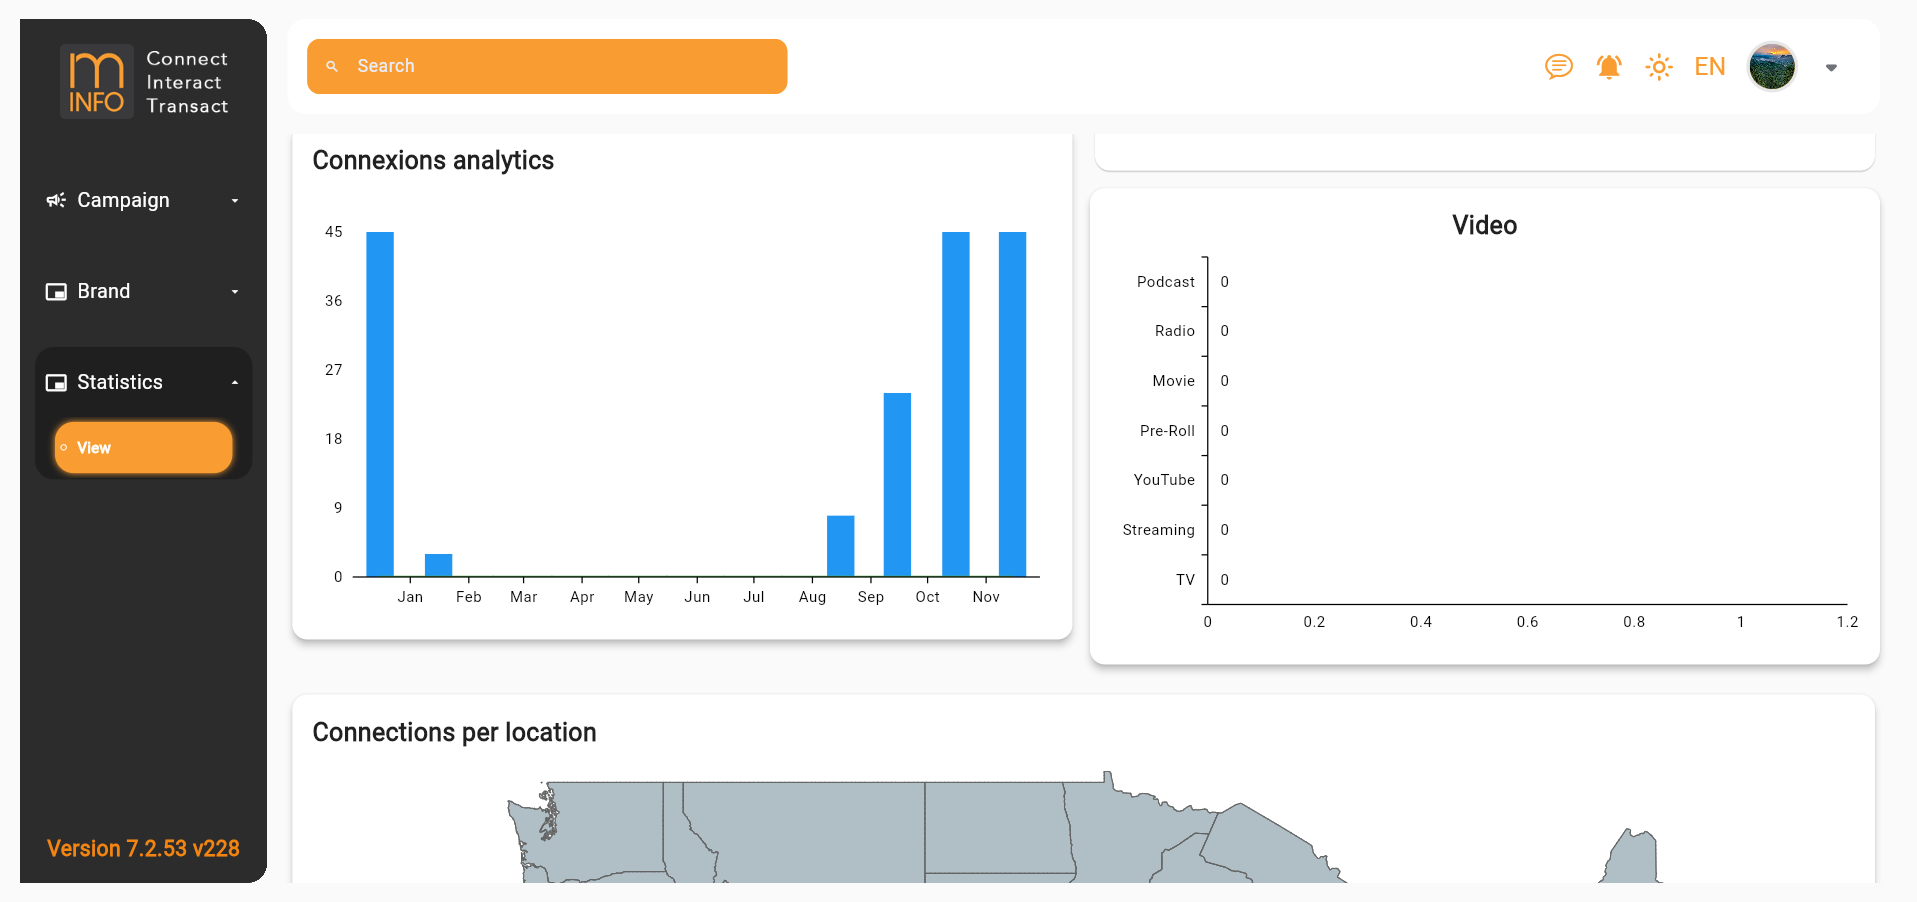 m
INFO
Connect
Interact
Transact
Campaign
Brand
Statistics
View
Version 7.2.53 v228
Search
EN
Connexions analytics
45
36
27
18
9
0
Jan Feb Mar Apr May Jun Jul Aug Sep Oct Nov
Video
Podcast 0
Radio 0
Movie 0
Pre-Roll 0
YouTube 0
Streaming 0
TV 0
0 0.2 0.4 0.6 0.8 1 1.2
Connections per location